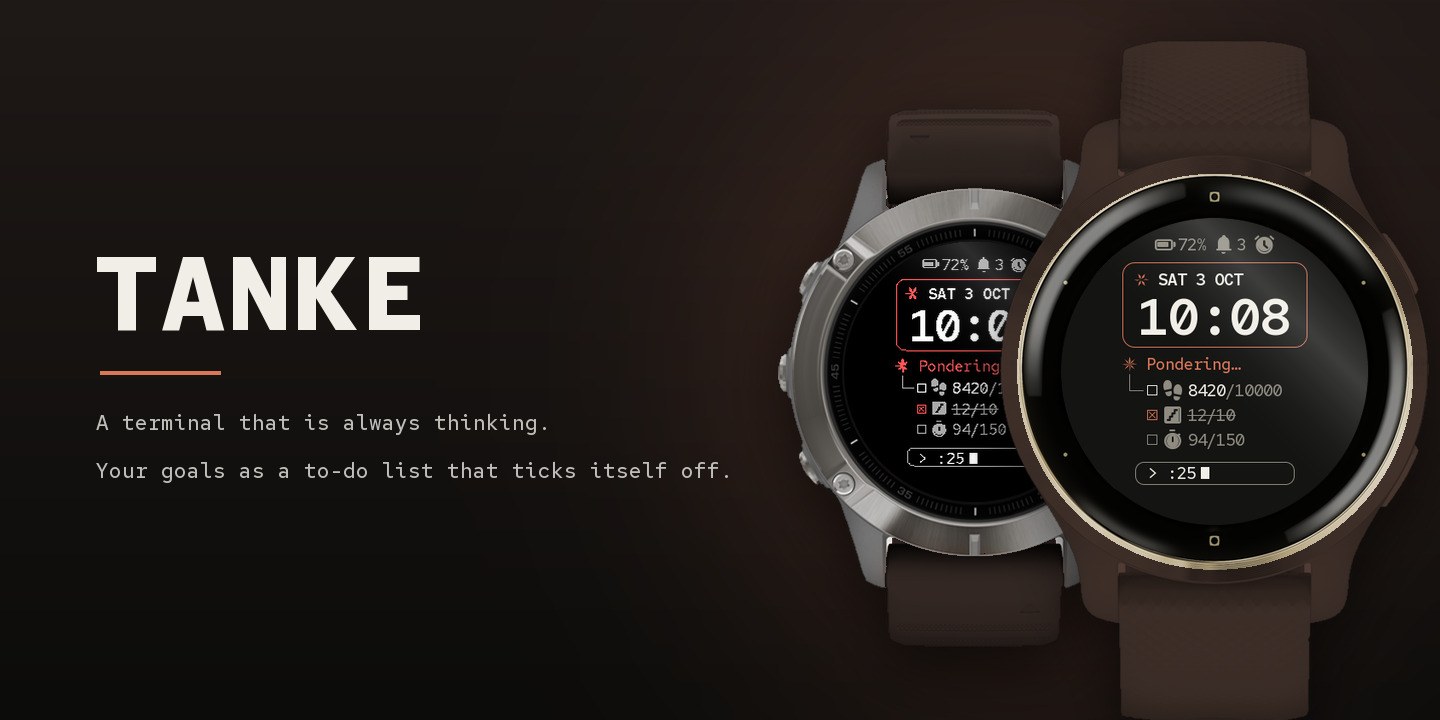 TANKE
A terminal that is always thinking.
Your goals as a to-do list that ticks itself off.
55
45
35
72% 3
SAT 3 OCT
10:0
Pondering
8420/1
12/10
94/150
> :25
72% 3
SAT 3 OCT
10:08
Pondering…
8420/10000
12/10
94/150
> :25